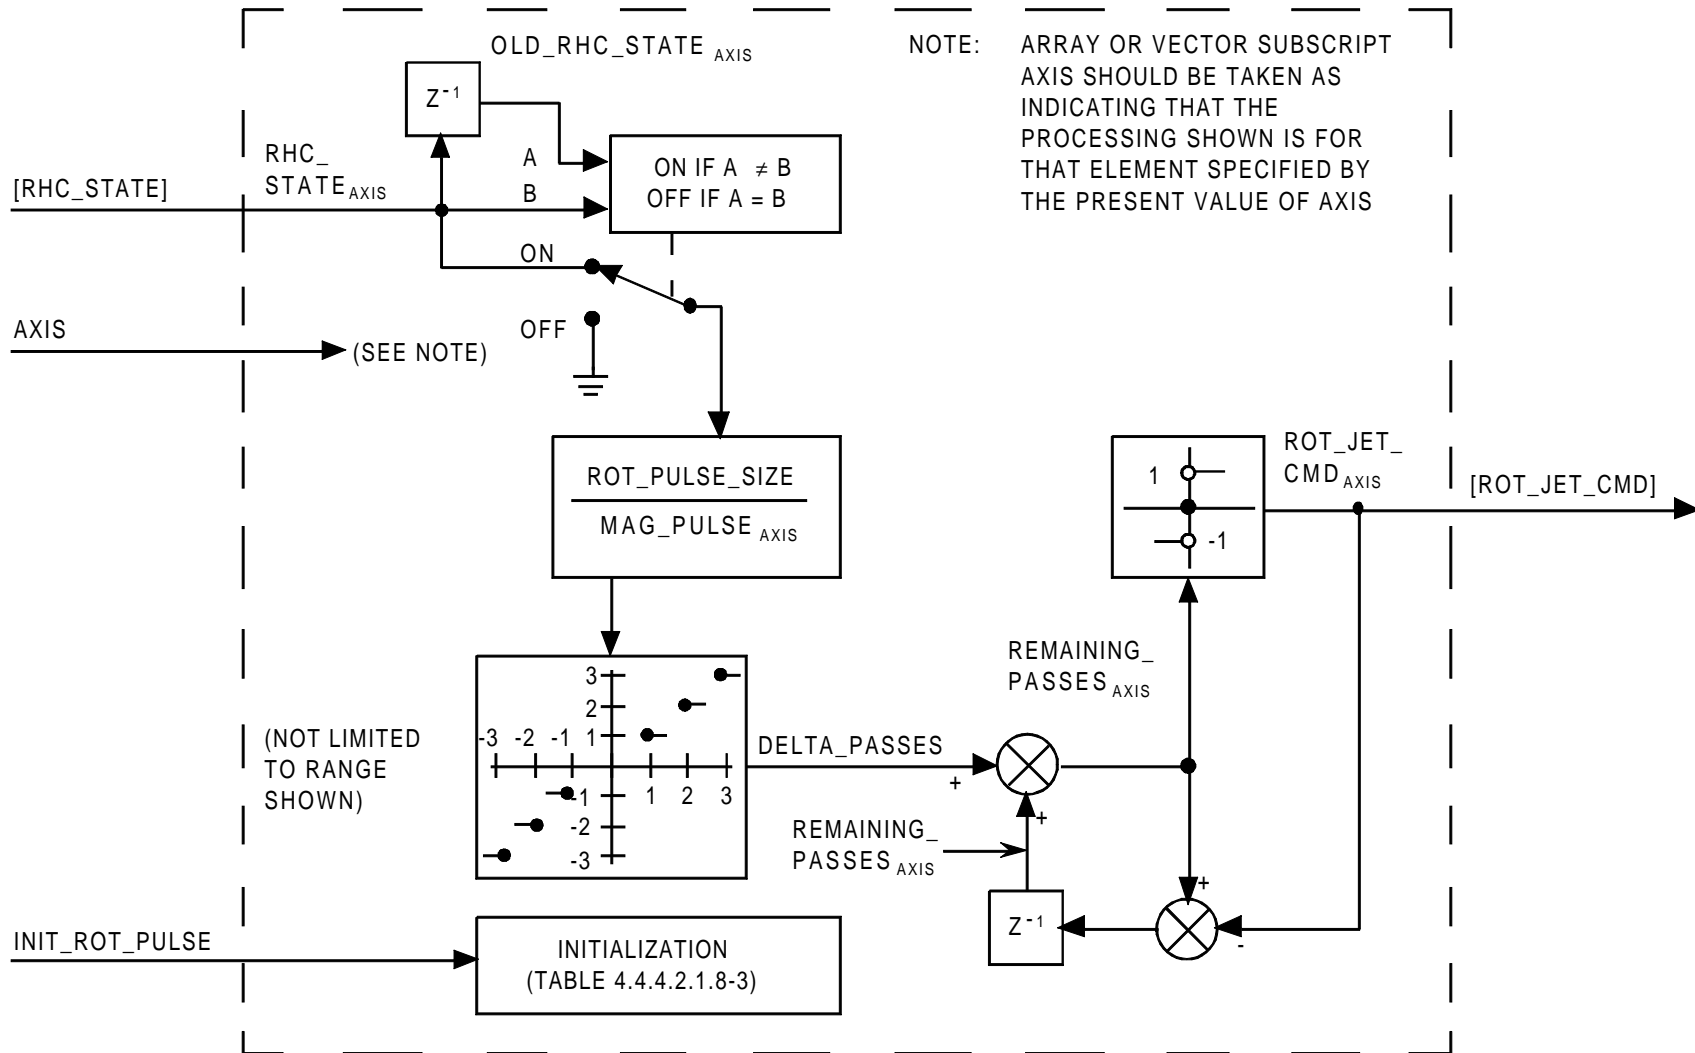 OLD_RHC_STATE AXIS
NOTE: ARRAY OR VECTOR SUBSCRIPT
AXIS SHOULD BE TAKEN AS
INDICATING THAT THE
PROCESSING SHOWN IS FOR
THAT ELEMENT SPECIFIED BY
THE PRESENT VALUE OF AXIS
Z-1
A
B
ON IF A ≠ B
OFF IF A = B
[RHC_STATE]
RHC_
STATE AXIS
ON
OFF
AXIS
(SEE NOTE)
ROT_PULSE_SIZE
MAG_PULSE AXIS
1
-1
ROT_JET_
CMD AXIS
[ROT_JET_CMD]
REMAINING_
PASSES AXIS
(NOT LIMITED
TO RANGE
SHOWN)
3
2
1
-3 -2 -1
1 2 3
-1
-2
-3
DELTA_PASSES
+
+
REMAINING_
PASSES AXIS
Z-1
+
-
INIT_ROT_PULSE
INITIALIZATION
(TABLE 4.4.4.2.1.8-3)